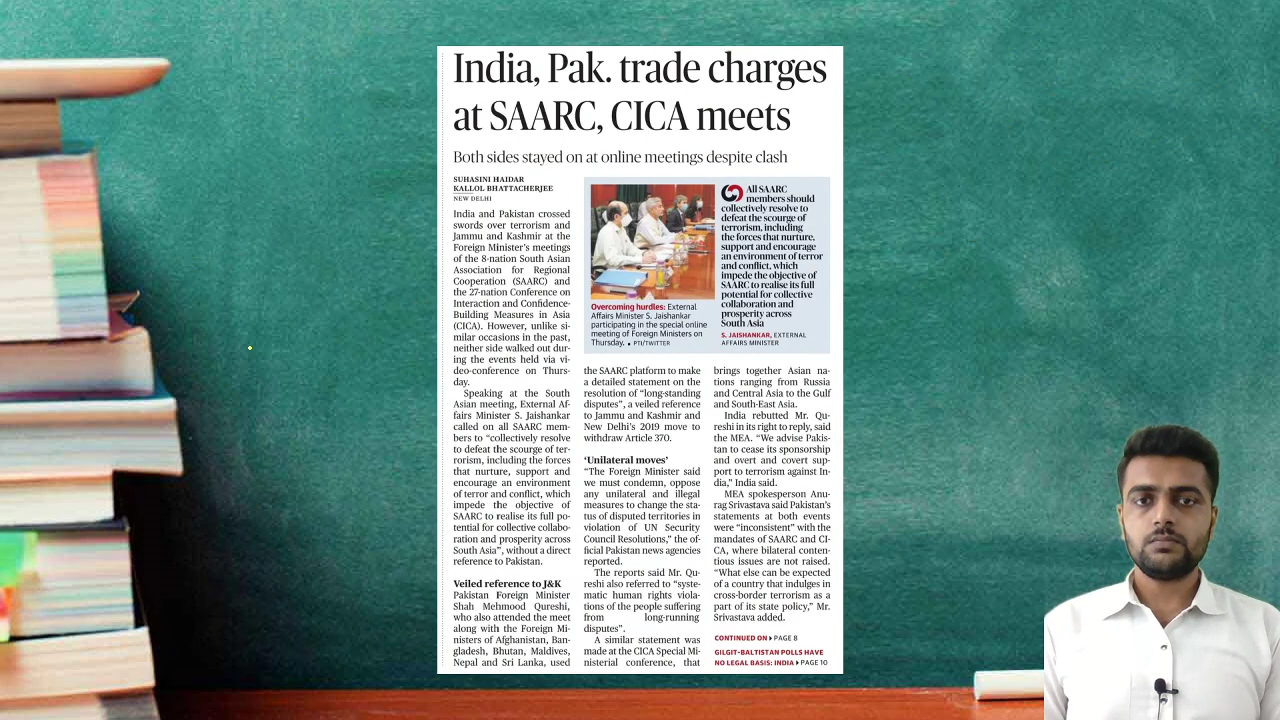 India, Pak. trade charges
at SAARC, CICA meets
Both sides stayed on at online meetings despite clash
SUHASINI HAIDAR
KALLOL BHATTACHERJEE
NEW DELHI
India and Pakistan crossed
swords over terrorism and
Jammu and Kashmir at the
Foreign Minister's meetings
of the 8-nation South Asian
Association for Regional
Cooperation (SAARC) and
the 27-nation Conference on
Interaction and Confidence-
Building Measures in Asia
(CICA). However, unlike si-
milar occasions in the past,
neither side walked out dur-
ing the events held via vi-
deo-conference on Thurs-
day.
Speaking at the South
Asian meeting, External Af-
fairs Minister S. Jaishankar
called on all SAARC mem-
bers to “collectively resolve
to defeat the scourge of ter-
rorism, including the forces
that nurture, support and
encourage an environment
of terror and conflict, which
impede the objective of
SAARC to realise its full po-
tential for collective collabo-
ration and prosperity across
South Asia”, without a direct
reference to Pakistan.
Veiled reference to J&K
Pakistan Foreign Minister
Shah Mehmood Qureshi,
who also attended the meet
along with the Foreign Mi-
nisters of Afghanistan, Ban-
gladesh, Bhutan, Maldives,
Nepal and Sri Lanka, used
Overcoming hurdles: External
Affairs Minister S. Jaishankar
participating in the special online
meeting of Foreign Ministers on
Thursday. ▪ PTI/TWITTER
All SAARC
members should
collectively resolve to
defeat the scourge of
terrorism, including
the forces that nurture,
support and encourage
an environment of terror
and conflict, which
impede the objective of
SAARC to realise its full
potential for collective
collaboration and
prosperity across
South Asia
S. JAISHANKAR, EXTERNAL
AFFAIRS MINISTER
the SAARC platform to make
a detailed statement on the
resolution of “long-standing
disputes”, a veiled reference
to Jammu and Kashmir and
New Delhi's 2019 move to
withdraw Article 370.
‘Unilateral moves’
“The Foreign Minister said
we must condemn, oppose
any unilateral and illegal
measures to change the sta-
tus of disputed territories in
violation of UN Security
Council Resolutions,” the of-
ficial Pakistan news agencies
reported.
The reports said Mr. Qu-
reshi also referred to “syste-
matic human rights viola-
tions of the people suffering
from long-running
disputes”.
A similar statement was
made at the CICA Special Mi-
nisterial conference, that
brings together Asian na-
tions ranging from Russia
and Central Asia to the Gulf
and South-East Asia.
India rebutted Mr. Qu-
reshi in its right to reply, said
the MEA. “We advise Pakis-
tan to cease its sponsorship
and overt and covert sup-
port to terrorism against In-
dia,” India said.
MEA spokesperson Anu-
rag Srivastava said Pakistan's
statements at both events
were “inconsistent” with the
mandates of SAARC and CI-
CA, where bilateral conten-
tious issues are not raised.
“What else can be expected
of a country that indulges in
cross-border terrorism as a
part of its state policy,” Mr.
Srivastava added.
CONTINUED ON ▸ PAGE 8
GILGIT-BALTISTAN POLLS HAVE
NO LEGAL BASIS: INDIA ▸ PAGE 10